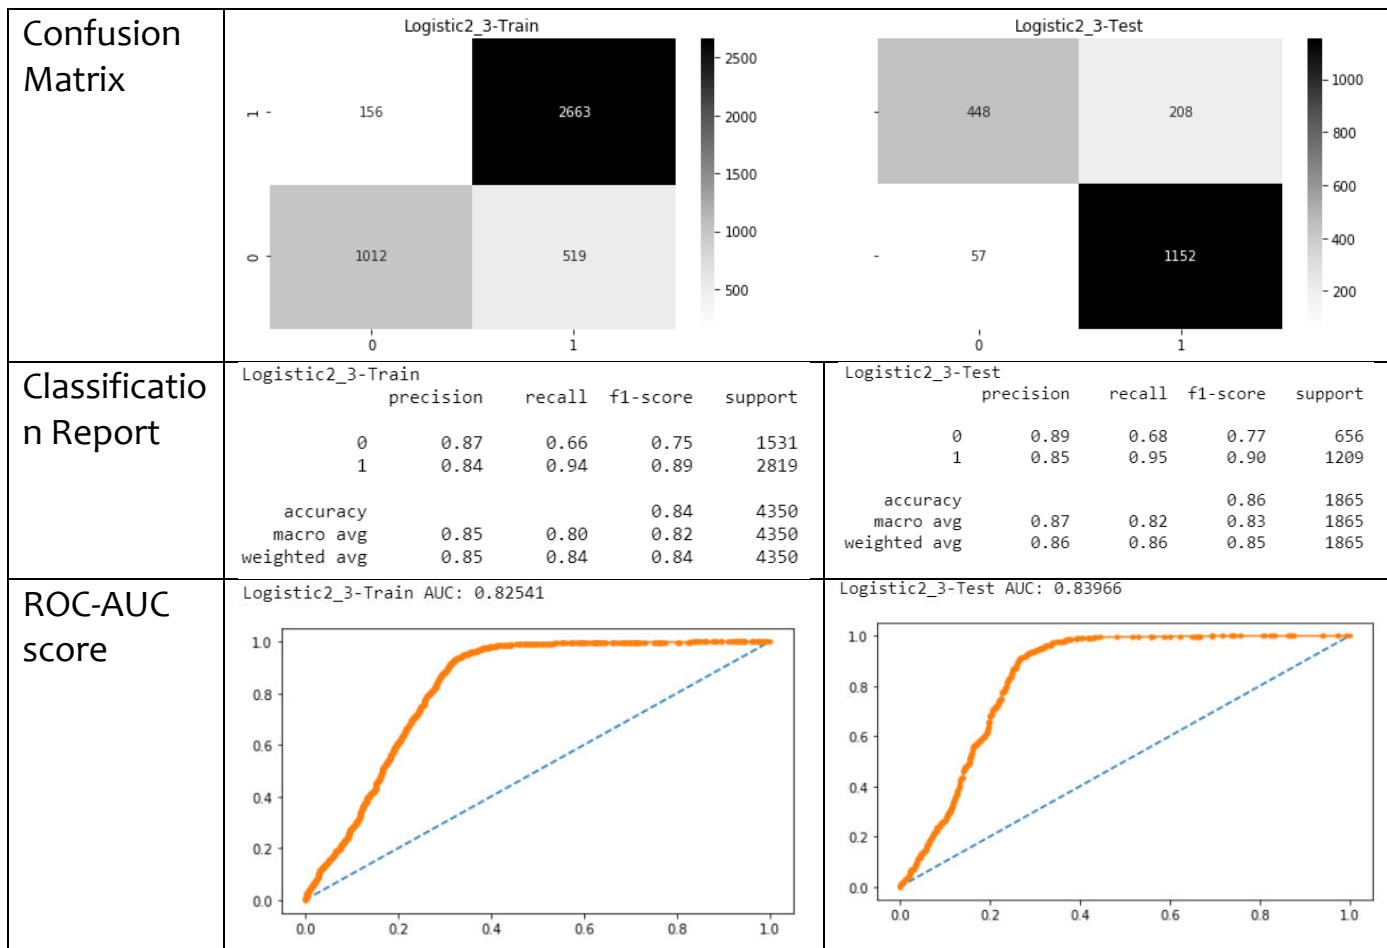 Confusion
Matrix
Logistic2_3-Train
1
156
2663
0
1012
519
0
1
2500
2000
1500
1000
500
Logistic2_3-Test
448
208
57
1152
0
1
1000
800
600
400
200
Classificatio
n Report
Logistic2_3-Train
precision recall f1-score support
0 0.87 0.66 0.75 1531
1 0.84 0.94 0.89 2819
accuracy 0.84 4350
macro avg 0.85 0.80 0.82 4350
weighted avg 0.85 0.84 0.84 4350
Logistic2_3-Test
precision recall f1-score support
0 0.89 0.68 0.77 656
1 0.85 0.95 0.90 1209
accuracy 0.86 1865
macro avg 0.87 0.82 0.83 1865
weighted avg 0.86 0.86 0.85 1865
ROC-AUC
score
Logistic2_3-Train AUC: 0.82541
1.0
0.8
0.6
0.4
0.2
0.0
0.0 0.2 0.4 0.6 0.8 1.0
Logistic2_3-Test AUC: 0.83966
1.0
0.8
0.6
0.4
0.2
0.0
0.0 0.2 0.4 0.6 0.8 1.0